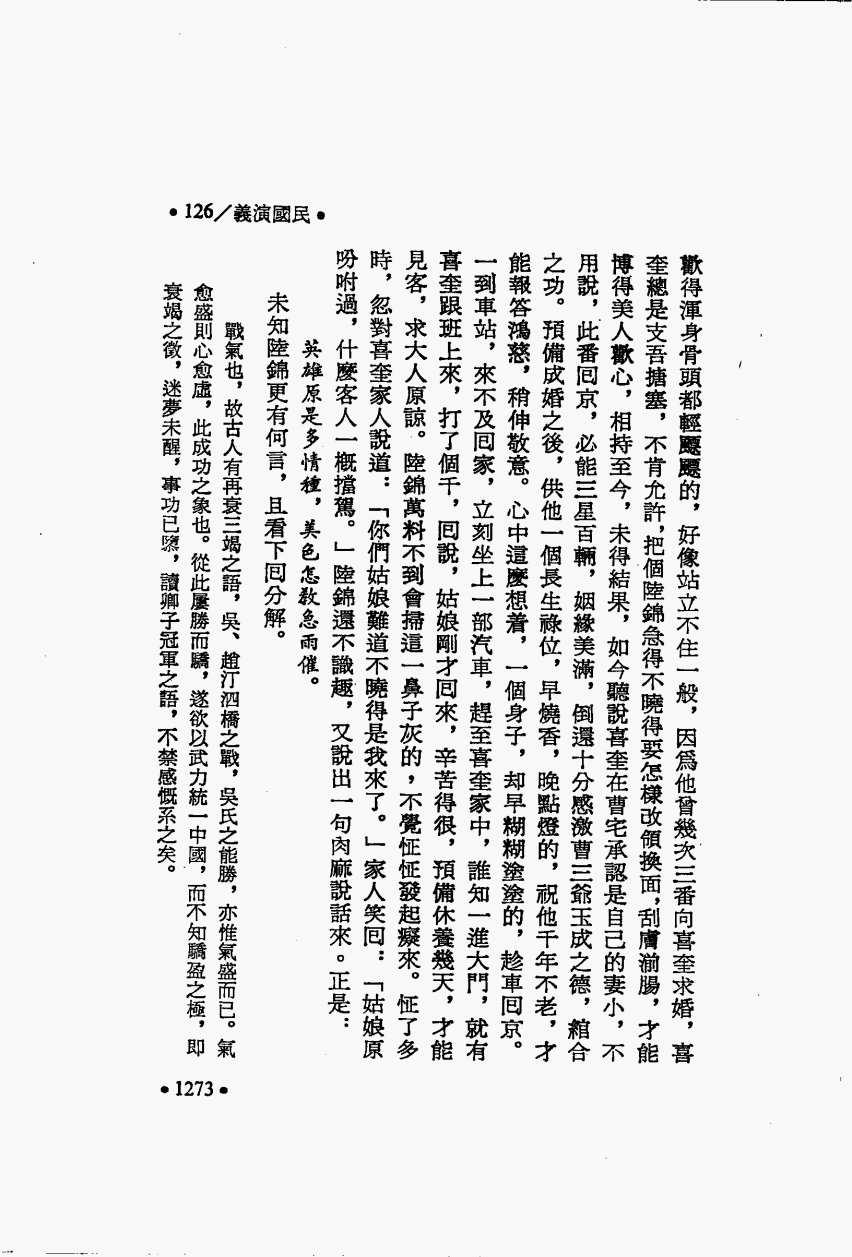 •126／義演國民•
歡得渾身骨頭都輕飃飃的，好像站立不住一般，因爲他曾幾次三番向喜奎求婚，喜
奎總是支吾搪塞，不肯允許，把個陸錦急得不曉得要怎樣改領換面，刮膚湔腸，才能
博得美人歡心，相持至今，未得結果，如今聽說喜奎在曹宅承認是自己的妻小，不
用說，此番回京，必能三星百輛，姻緣美滿，倒還十分感激曹三爺玉成之德，綰合
之功。預備成婚之後，供他一個長生祿位，早燒香，晚點燈的，祝他千年不老，才
能報答鴻慈，稍伸敬意。心中這麼想着，一個身子，却早糊糊塗塗的，趁車回京。
一到車站，來不及回家，立刻坐上一部汽車，趕至喜奎家中，誰知一進大門，就有
喜奎跟班上來，打了個千，回說，姑娘剛才回來，辛苦得很，預備休養幾天，才能
見客，求大人原諒。陸錦萬料不到會掃這一鼻子灰的，不覺怔怔發起癡來。怔了多
時，忽對喜奎家人說道：「你們姑娘難道不曉得是我來了。」家人笑回：「姑娘原
吩咐過，什麼客人一概擋駕。」陸錦還不識趣，又說出一句肉麻說話來。正是：
英雄原是多情種，美色怎教急雨催。
未知陸錦更有何言，且看下回分解。
戰氣也，故古人有再衰三竭之語，吳、趙汀泗橋之戰，吳氏之能勝，亦惟氣盛而已。氣
愈盛則心愈虛，此成功之象也。從此屢勝而驕，遂欲以武力統一中國，而不知驕盈之極，即
衰竭之徵，迷夢未醒，事功已隳，讀卿子冠軍之語，不禁感慨系之矣。
•1273•